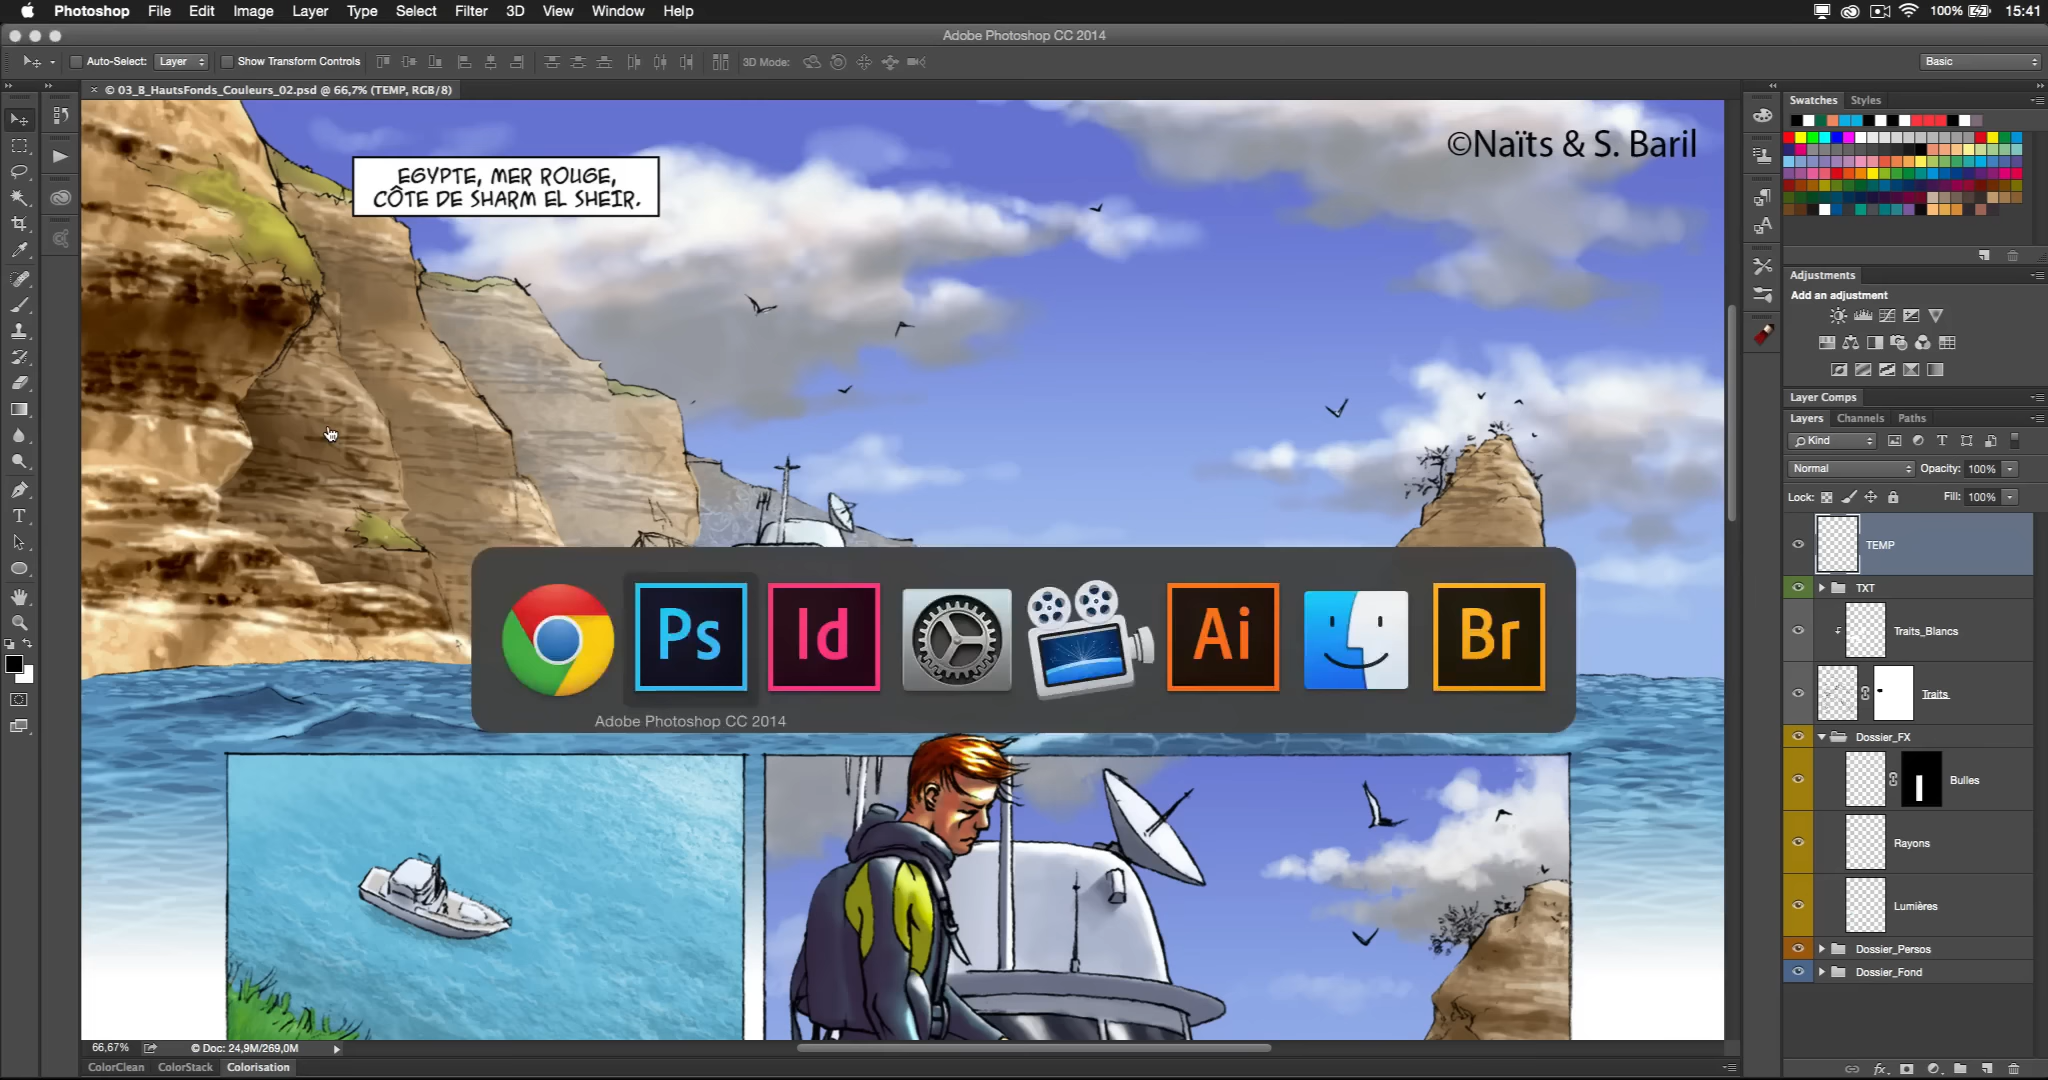 Photoshop File Edit Image Layer Type Select Filter 3D View Window Help 100% 15:41
Adobe Photoshop CC 2014
Auto-Select: Layer Show Transform Controls 3D Mode: Basic
× © 03_B_HautsFonds_Couleurs_02.psd @ 66,7% (TEMP, RGB/8)
Swatches Styles
©Naïts & S. Baril
EGYPTE, MER ROUGE,
CÔTE DE SHARM EL SHEIR.
Adjustments
Add an adjustment
Layer Comps
Layers Channels Paths
Kind
Normal Opacity: 100%
Lock: Fill: 100%
TEMP
TXT
Traits_Blancs
Traits
Dossier_FX
Bulles
Rayons
Lumières
Dossier_Persos
Dossier_Fond
Ps Id Ai Br
Adobe Photoshop CC 2014
66,67% © Doc: 24,9M/269,0M
ColorClean ColorStack Colorisation
fx